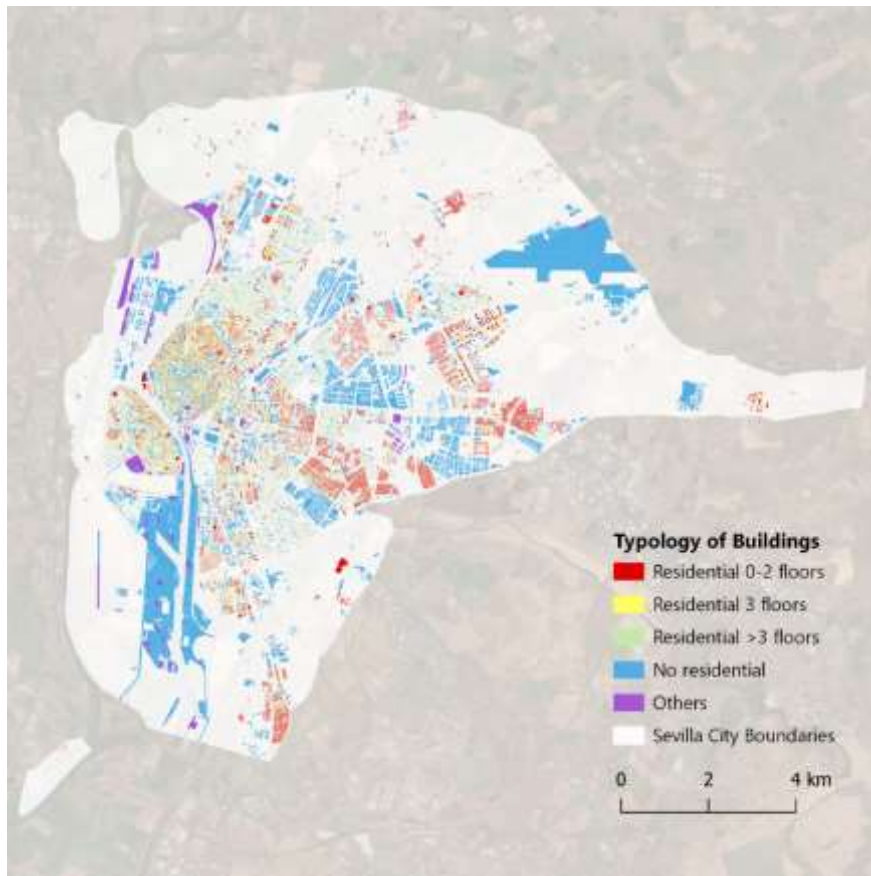 Typology of Buildings
Residential 0-2 floors
Residential 3 floors
Residential >3 floors
No residential
Others
Sevilla City Boundaries
0 2 4 km